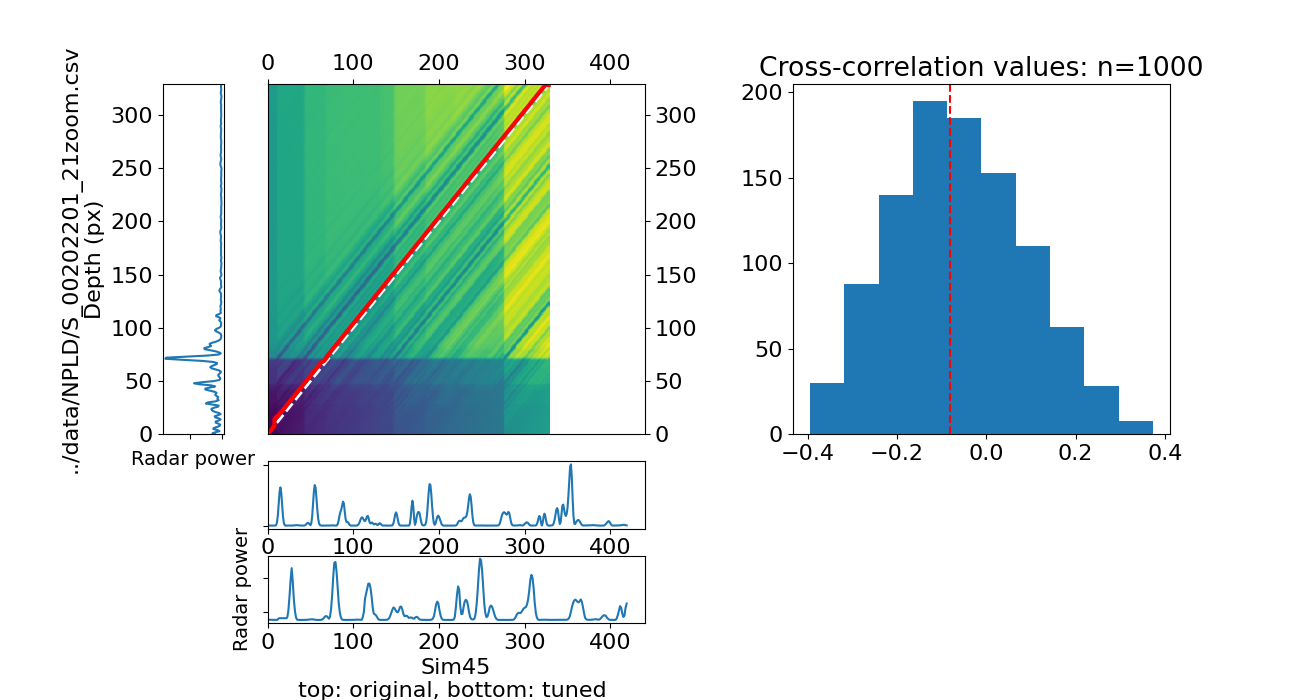 ../data/NPLD/S_00202201_21zoom.csv
Depth (px)
0 100 200 300 400
300
250
200
150
100
50
0
300
250
200
150
100
50
0
Radar power
0 100 200 300 400
Radar power
0 100 200 300 400
Sim45
top: original, bottom: tuned
Cross-correlation values: n=1000
200
150
100
50
0
−0.4 −0.2 0.0 0.2 0.4